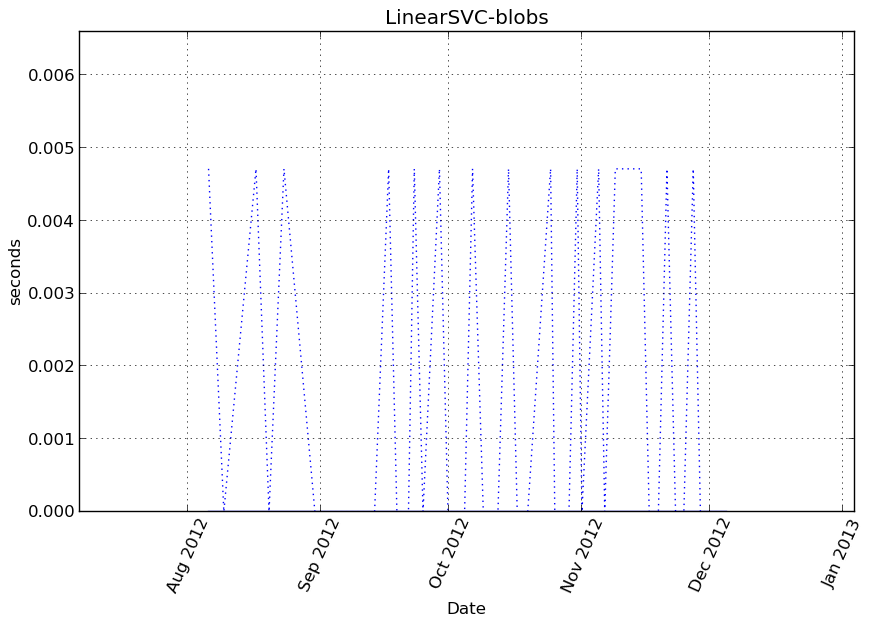 LinearSVC-blobs
0.006
0.005
0.004
0.003
0.002
0.001
0.000
seconds
Aug 2012
Sep 2012
Oct 2012
Nov 2012
Dec 2012
Jan 2013
Date